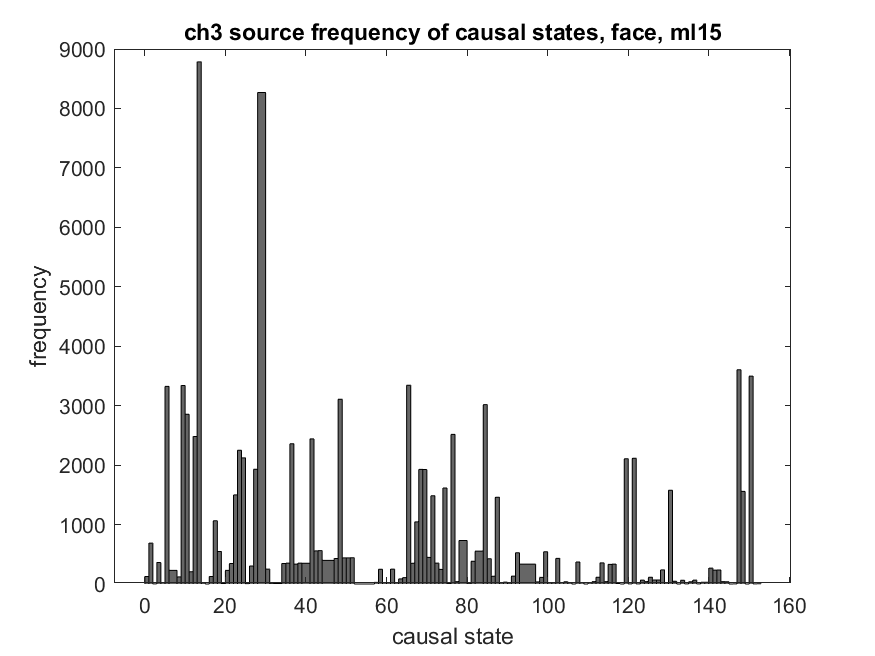 ch3 source frequency of causal states, face, ml15
9000
8000
7000
6000
5000
4000
3000
2000
1000
0
frequency
0 20 40 60 80 100 120 140 160
causal state